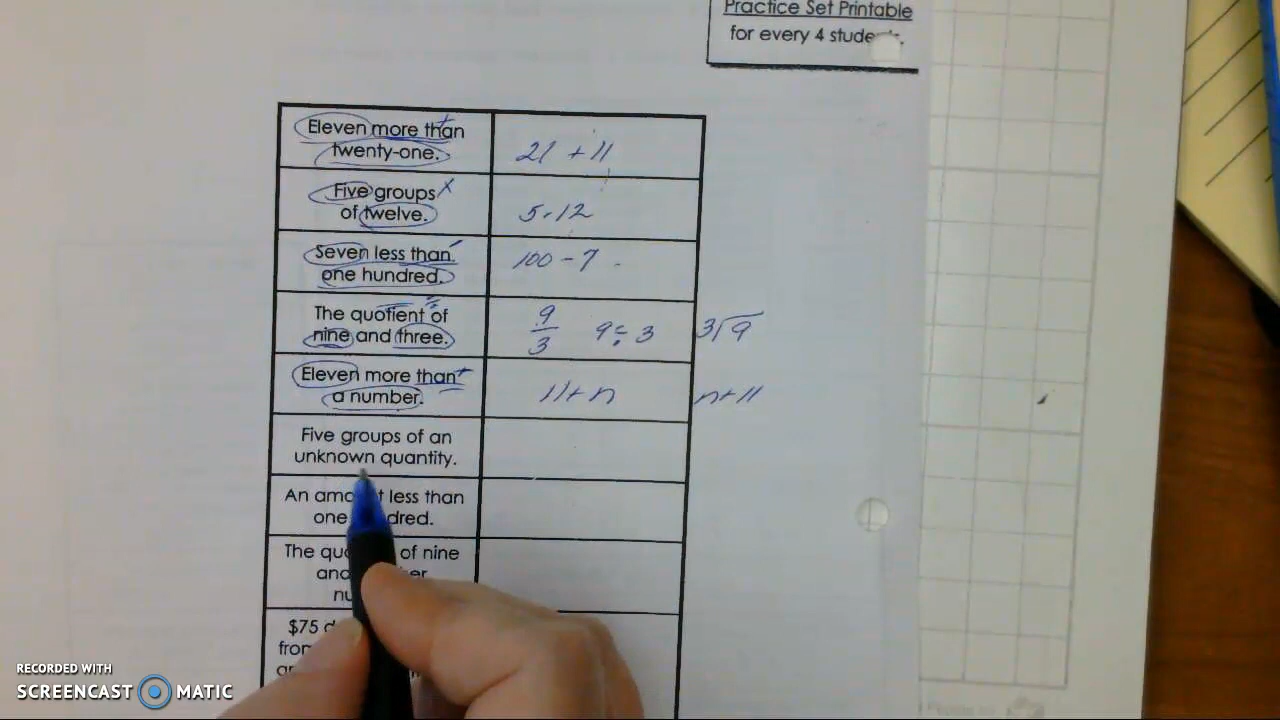 Practice Set Printable
for every 4
Eleven more than
twenty-one.
21 + 11
Five groups x
of twelve.
5 · 12
Seven less than -
one hundred.
100 - 7
The quotient of ÷
nine and three.
9/3 9 ÷ 3 3√9
Eleven more than +
a number.
11 + n n + 11
Five groups of an
unknown quantity.
An less than
one
The of nine
and
$75
RECORDED WITH
SCREENCAST MATIC